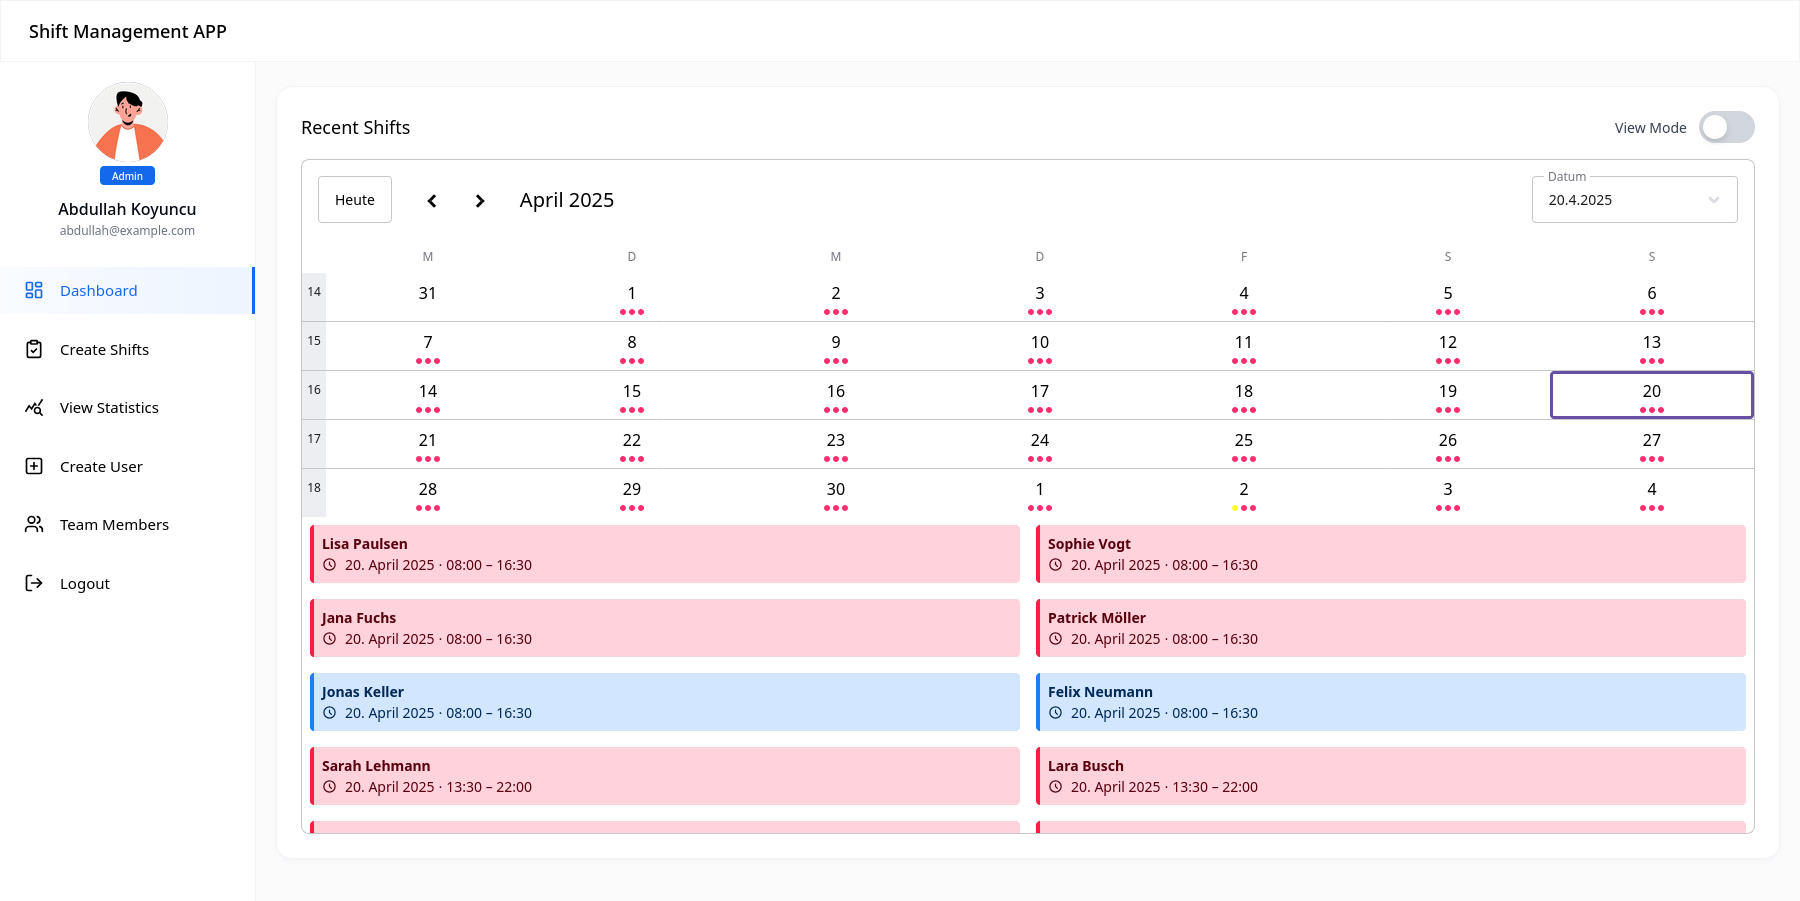 Shift Management APP
Admin
Abdullah Koyuncu
abdullah@example.com
Dashboard
Create Shifts
View Statistics
Create User
Team Members
Logout
Recent Shifts
View Mode
Heute
April 2025
Datum
20.4.2025
M D M D F S S
14 31 1 2 3 4 5 6
15 7 8 9 10 11 12 13
16 14 15 16 17 18 19 20
17 21 22 23 24 25 26 27
18 28 29 30 1 2 3 4
Lisa Paulsen
20. April 2025 · 08:00 – 16:30
Sophie Vogt
20. April 2025 · 08:00 – 16:30
Jana Fuchs
20. April 2025 · 08:00 – 16:30
Patrick Möller
20. April 2025 · 08:00 – 16:30
Jonas Keller
20. April 2025 · 08:00 – 16:30
Felix Neumann
20. April 2025 · 08:00 – 16:30
Sarah Lehmann
20. April 2025 · 13:30 – 22:00
Lara Busch
20. April 2025 · 13:30 – 22:00